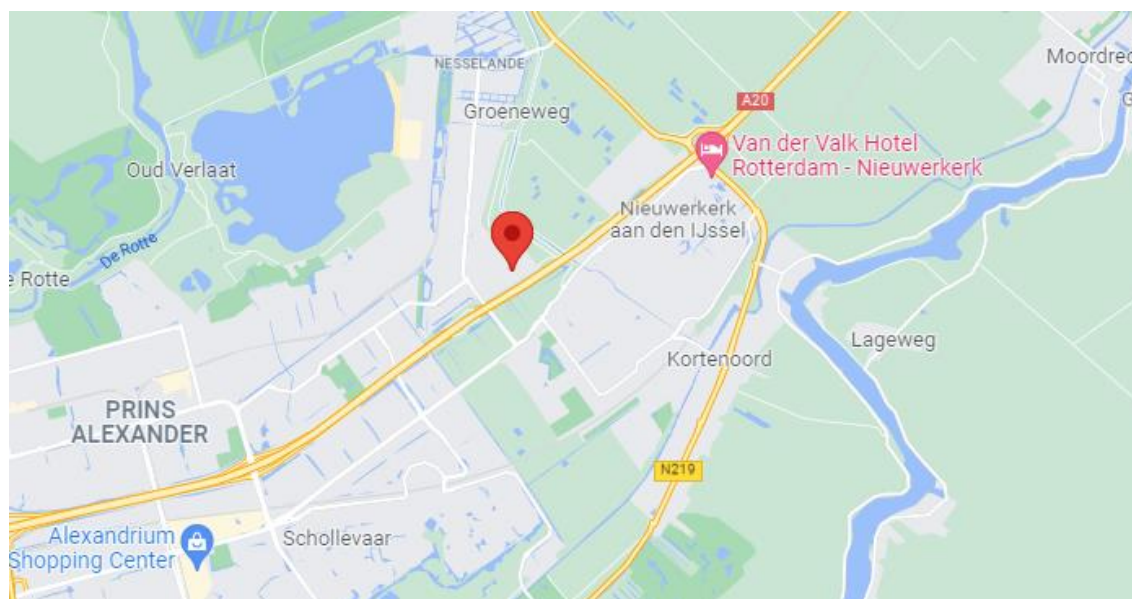 NESSELANDE
Groeneweg
Moordrec
A20
G
Van der Valk Hotel
Rotterdam - Nieuwerkerk
Oud Verlaat
Nieuwerkerk
aan den IJssel
De Rotte
e Rotte
Lageweg
Kortenoord
PRINS
ALEXANDER
N219
Alexandrium
Shopping Center
Schollevaar